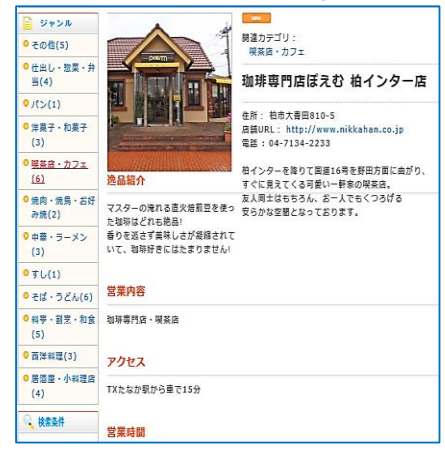 ジャンル
その他(5)
仕出し・惣菜・弁
当(4)
パン(1)
洋菓子・和菓子
(3)
喫茶店・カフェ
(6)
焼肉・焼鳥・お好
み焼(2)
中華・ラーメン
(3)
すし(1)
そば・うどん(6)
料亭・割烹・和食
(5)
西洋料理(3)
居酒屋・小料理店
(4)
検索条件
poem
逸品紹介
マスターの淹れる直火焙煎豆を使っ
た珈琲はどれも絶品!
香りを逃さず美味しさが凝縮されて
いて、珈琲好きにはたまりません!
関連カテゴリ：
喫茶店・カフェ
珈琲専門店ぽえむ 柏インター店
住所： 柏市大青田810-5
店舗URL： http://www.nikkahan.co.jp
電話：04-7134-2233
柏インターを降りて国道16号を野田方面に曲がり、
すぐに見えてくる可愛い一軒家の喫茶店。
友人同士はもちろん、お一人でもくつろげる
安らかな空間となっております。
営業内容
珈琲専門店・喫茶店
アクセス
TXたなか駅から車で15分
営業時間